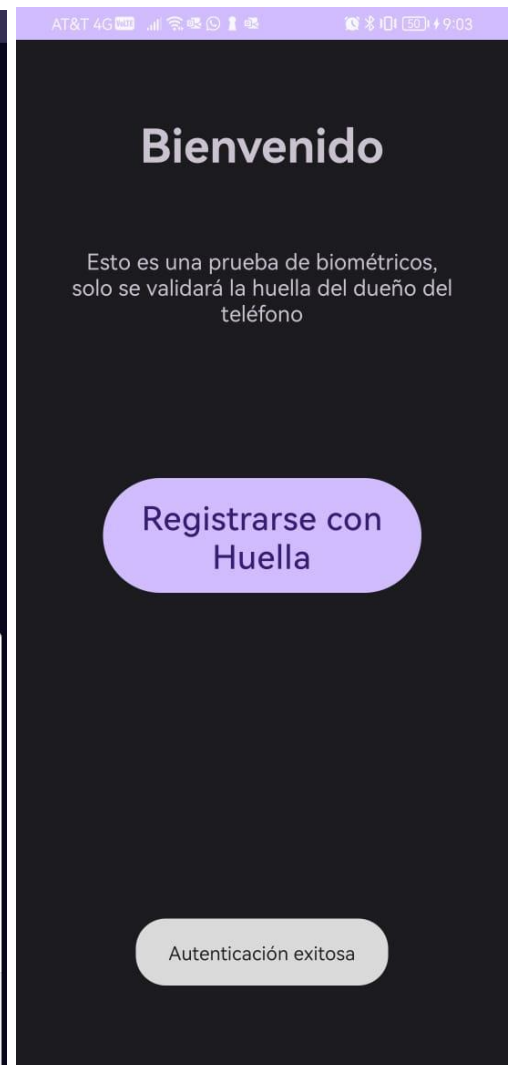 AT&T 4G 50 9:03
Bienvenido
Esto es una prueba de biométricos,
solo se validará la huella del dueño del
teléfono
Registrarse con
Huella
Autenticación exitosa